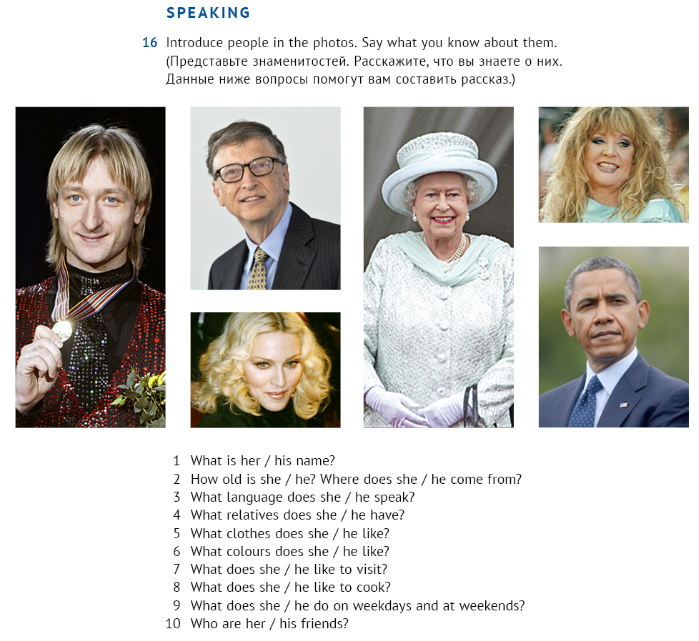 SPEAKING
16 Introduce people in the photos. Say what you know about them.
(Представьте знаменитостей. Расскажите, что вы знаете о них.
Данные ниже вопросы помогут вам составить рассказ.)
1 What is her / his name?
2 How old is she / he? Where does she / he come from?
3 What language does she / he speak?
4 What relatives does she / he have?
5 What clothes does she / he like?
6 What colours does she / he like?
7 What does she / he like to visit?
8 What does she / he like to cook?
9 What does she / he do on weekdays and at weekends?
10 Who are her / his friends?